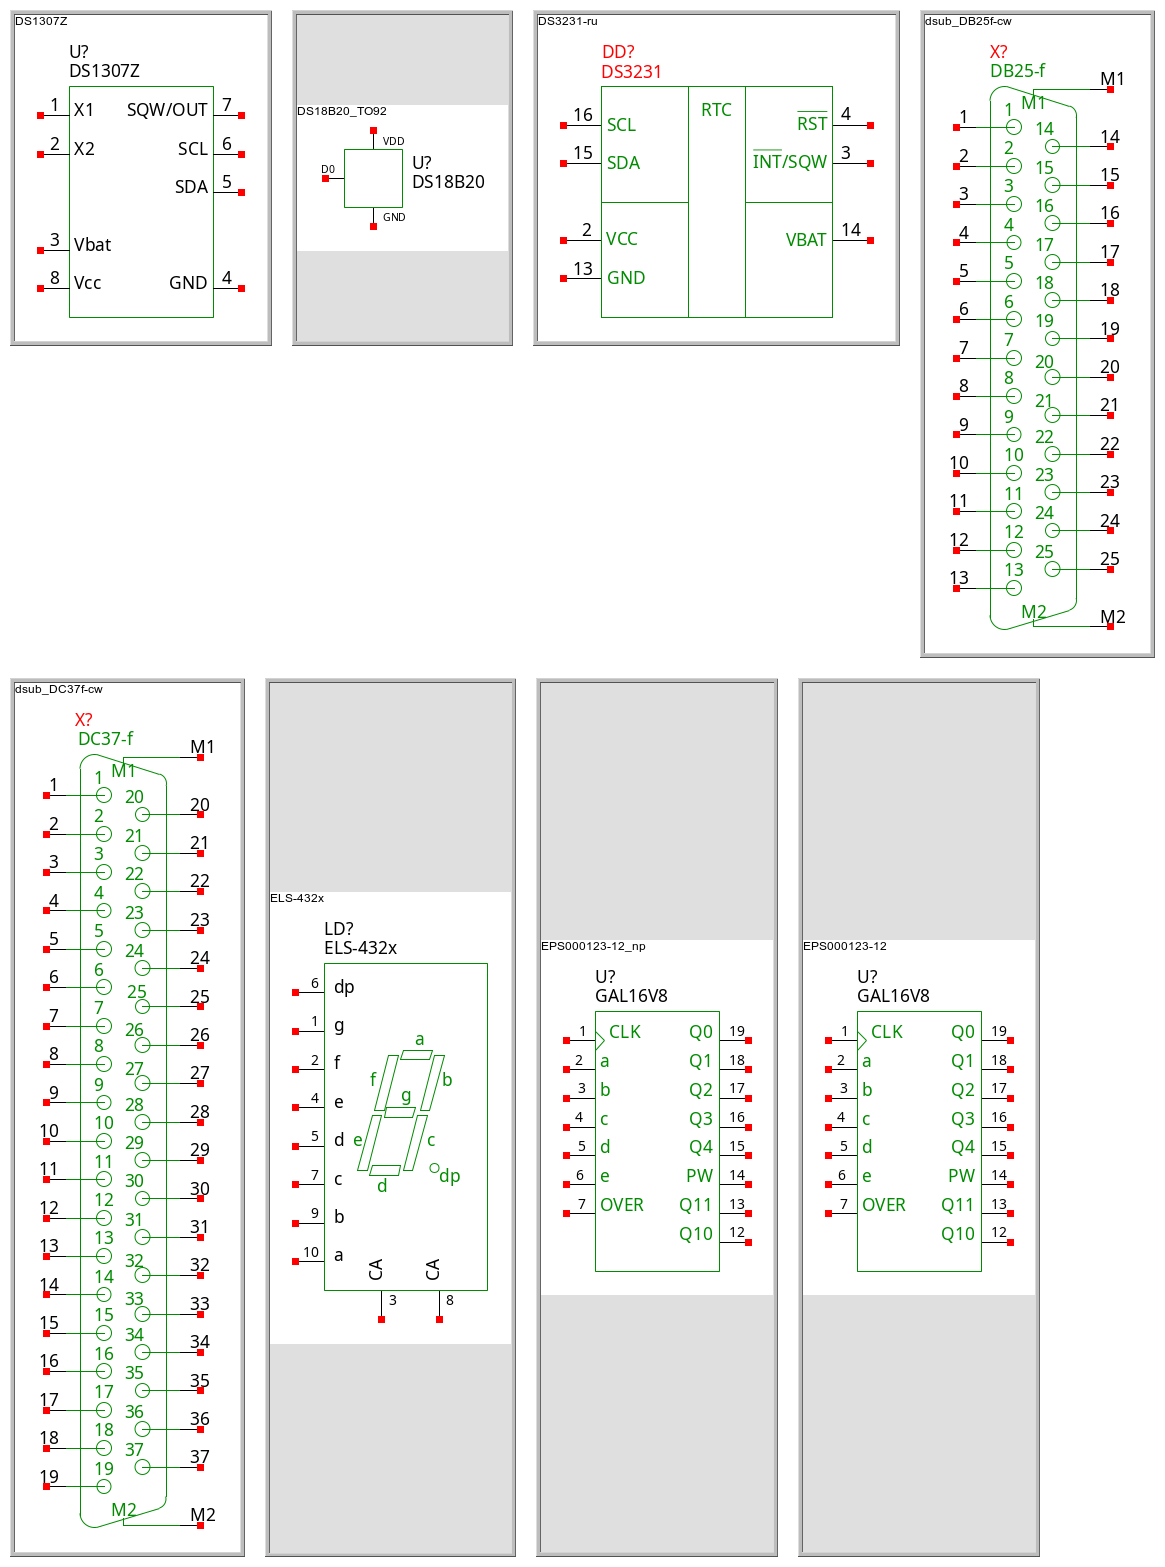 DS1307Z
U?
DS1307Z
1 X1 SQW/OUT 7
2 X2 SCL 6
SDA 5
3 Vbat
8 Vcc GND 4
DS18B20_TO92
VDD
D0
U?
DS18B20
GND
DS3231-ru
DD?
DS3231
RTC
16 SCL RST 4
15 SDA INT/SQW 3
2 VCC VBAT 14
13 GND
dsub_DB25f-cw
X?
DB25-f
M1 M1
1 1
14 14
2 2
15 15
3 3
16 16
4 4
17 17
5 5
18 18
6 6
19 19
7 7
20 20
8 8
21 21
9 9
22 22
10 10
23 23
11 11
24 24
12 12
25 25
13 13
M2 M2
dsub_DC37f-cw
X?
DC37-f
M1 M1
1 1
20 20
2 2
21 21
3 3
22 22
4 4
23 23
5 5
24 24
6 6
25 25
7 7
26 26
8 8
27 27
9 9
28 28
10 10
29 29
11 11
30 30
12 12
31 31
13 13
32 32
14 14
33 33
15 15
34 34
16 16
35 35
17 17
36 36
18 18
37 37
19 19
M2 M2
ELS-432x
LD?
ELS-432x
6 dp
1 g
2 f
4 e
5 d
7 c
9 b
10 a
a
f b
g
e c
d dp
CA CA
3 8
EPS000123-12_np
U?
GAL16V8
1 CLK Q0 19
2 a Q1 18
3 b Q2 17
4 c Q3 16
5 d Q4 15
6 e PW 14
7 OVER Q11 13
Q10 12
EPS000123-12
U?
GAL16V8
1 CLK Q0 19
2 a Q1 18
3 b Q2 17
4 c Q3 16
5 d Q4 15
6 e PW 14
7 OVER Q11 13
Q10 12